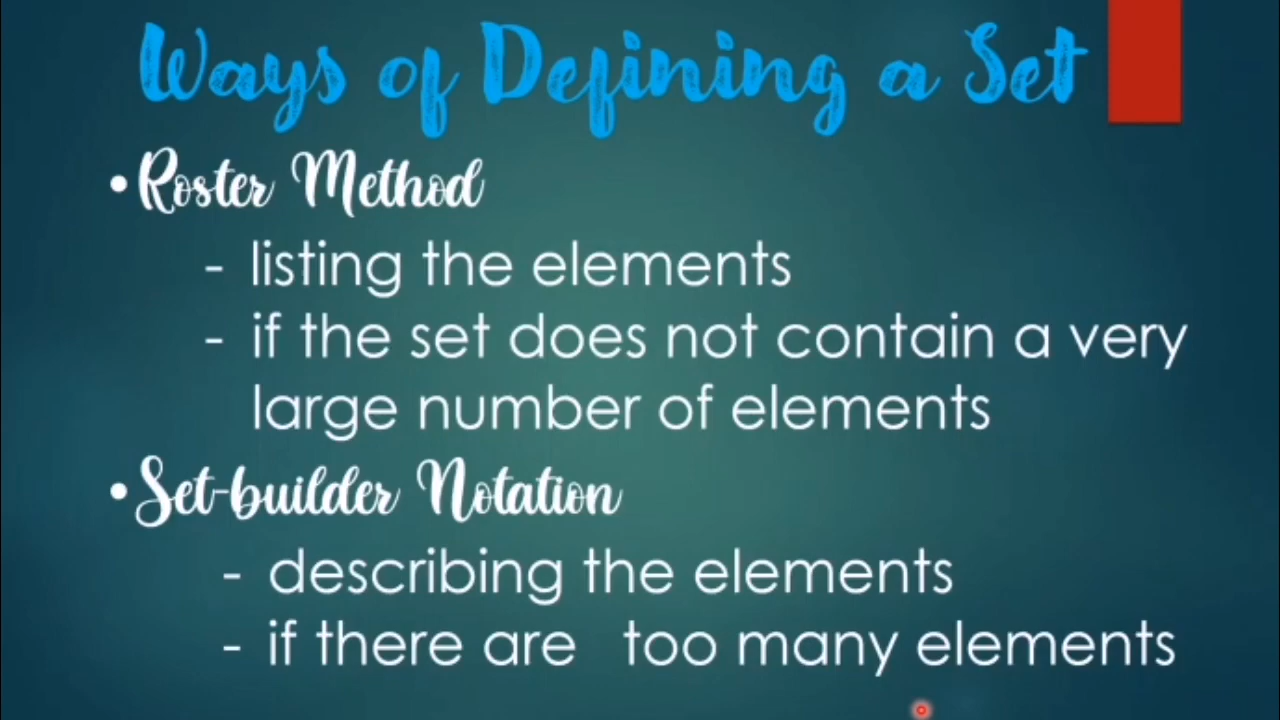 Ways of Defining a Set
• Roster Method
- listing the elements
- if the set does not contain a very
large number of elements
• Set-builder Notation
- describing the elements
- if there are too many elements